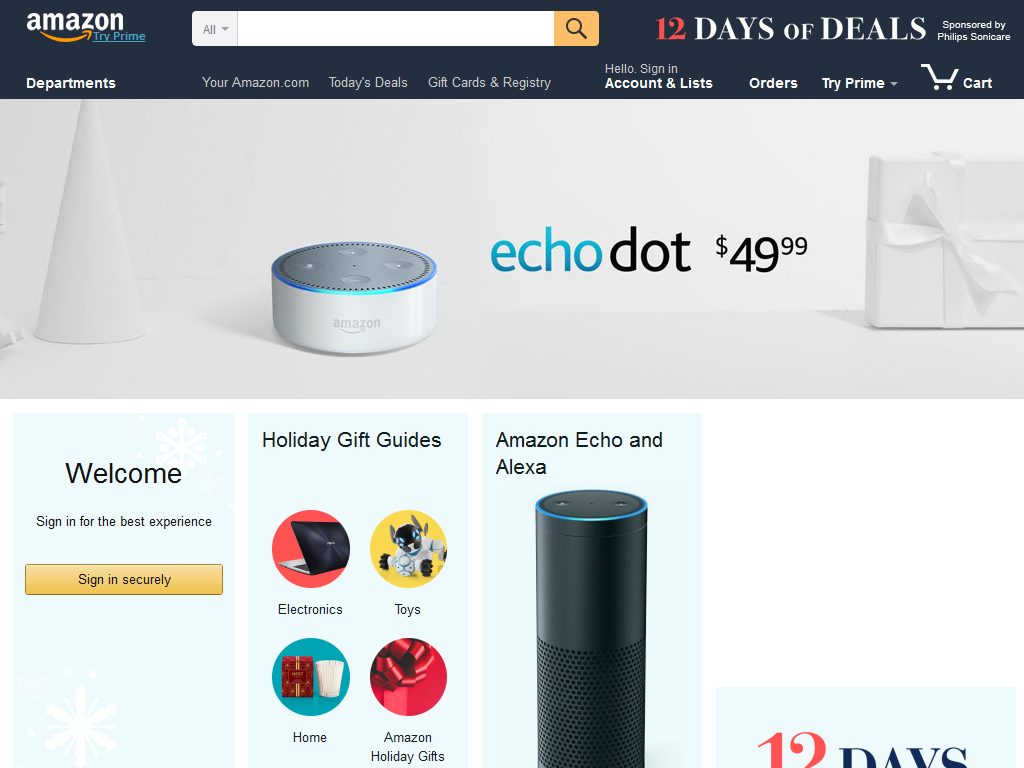 amazon
Try Prime
All
12 DAYS OF DEALS
Sponsored by
Philips Sonicare
Departments
Your Amazon.com
Today's Deals
Gift Cards & Registry
Hello. Sign in
Account & Lists
Orders
Try Prime
Cart
echo dot $49 99
amazon
Welcome
Sign in for the best experience
Sign in securely
Holiday Gift Guides
Electronics
Toys
Home
Amazon
Holiday Gifts
Amazon Echo and
Alexa
12 DAYS